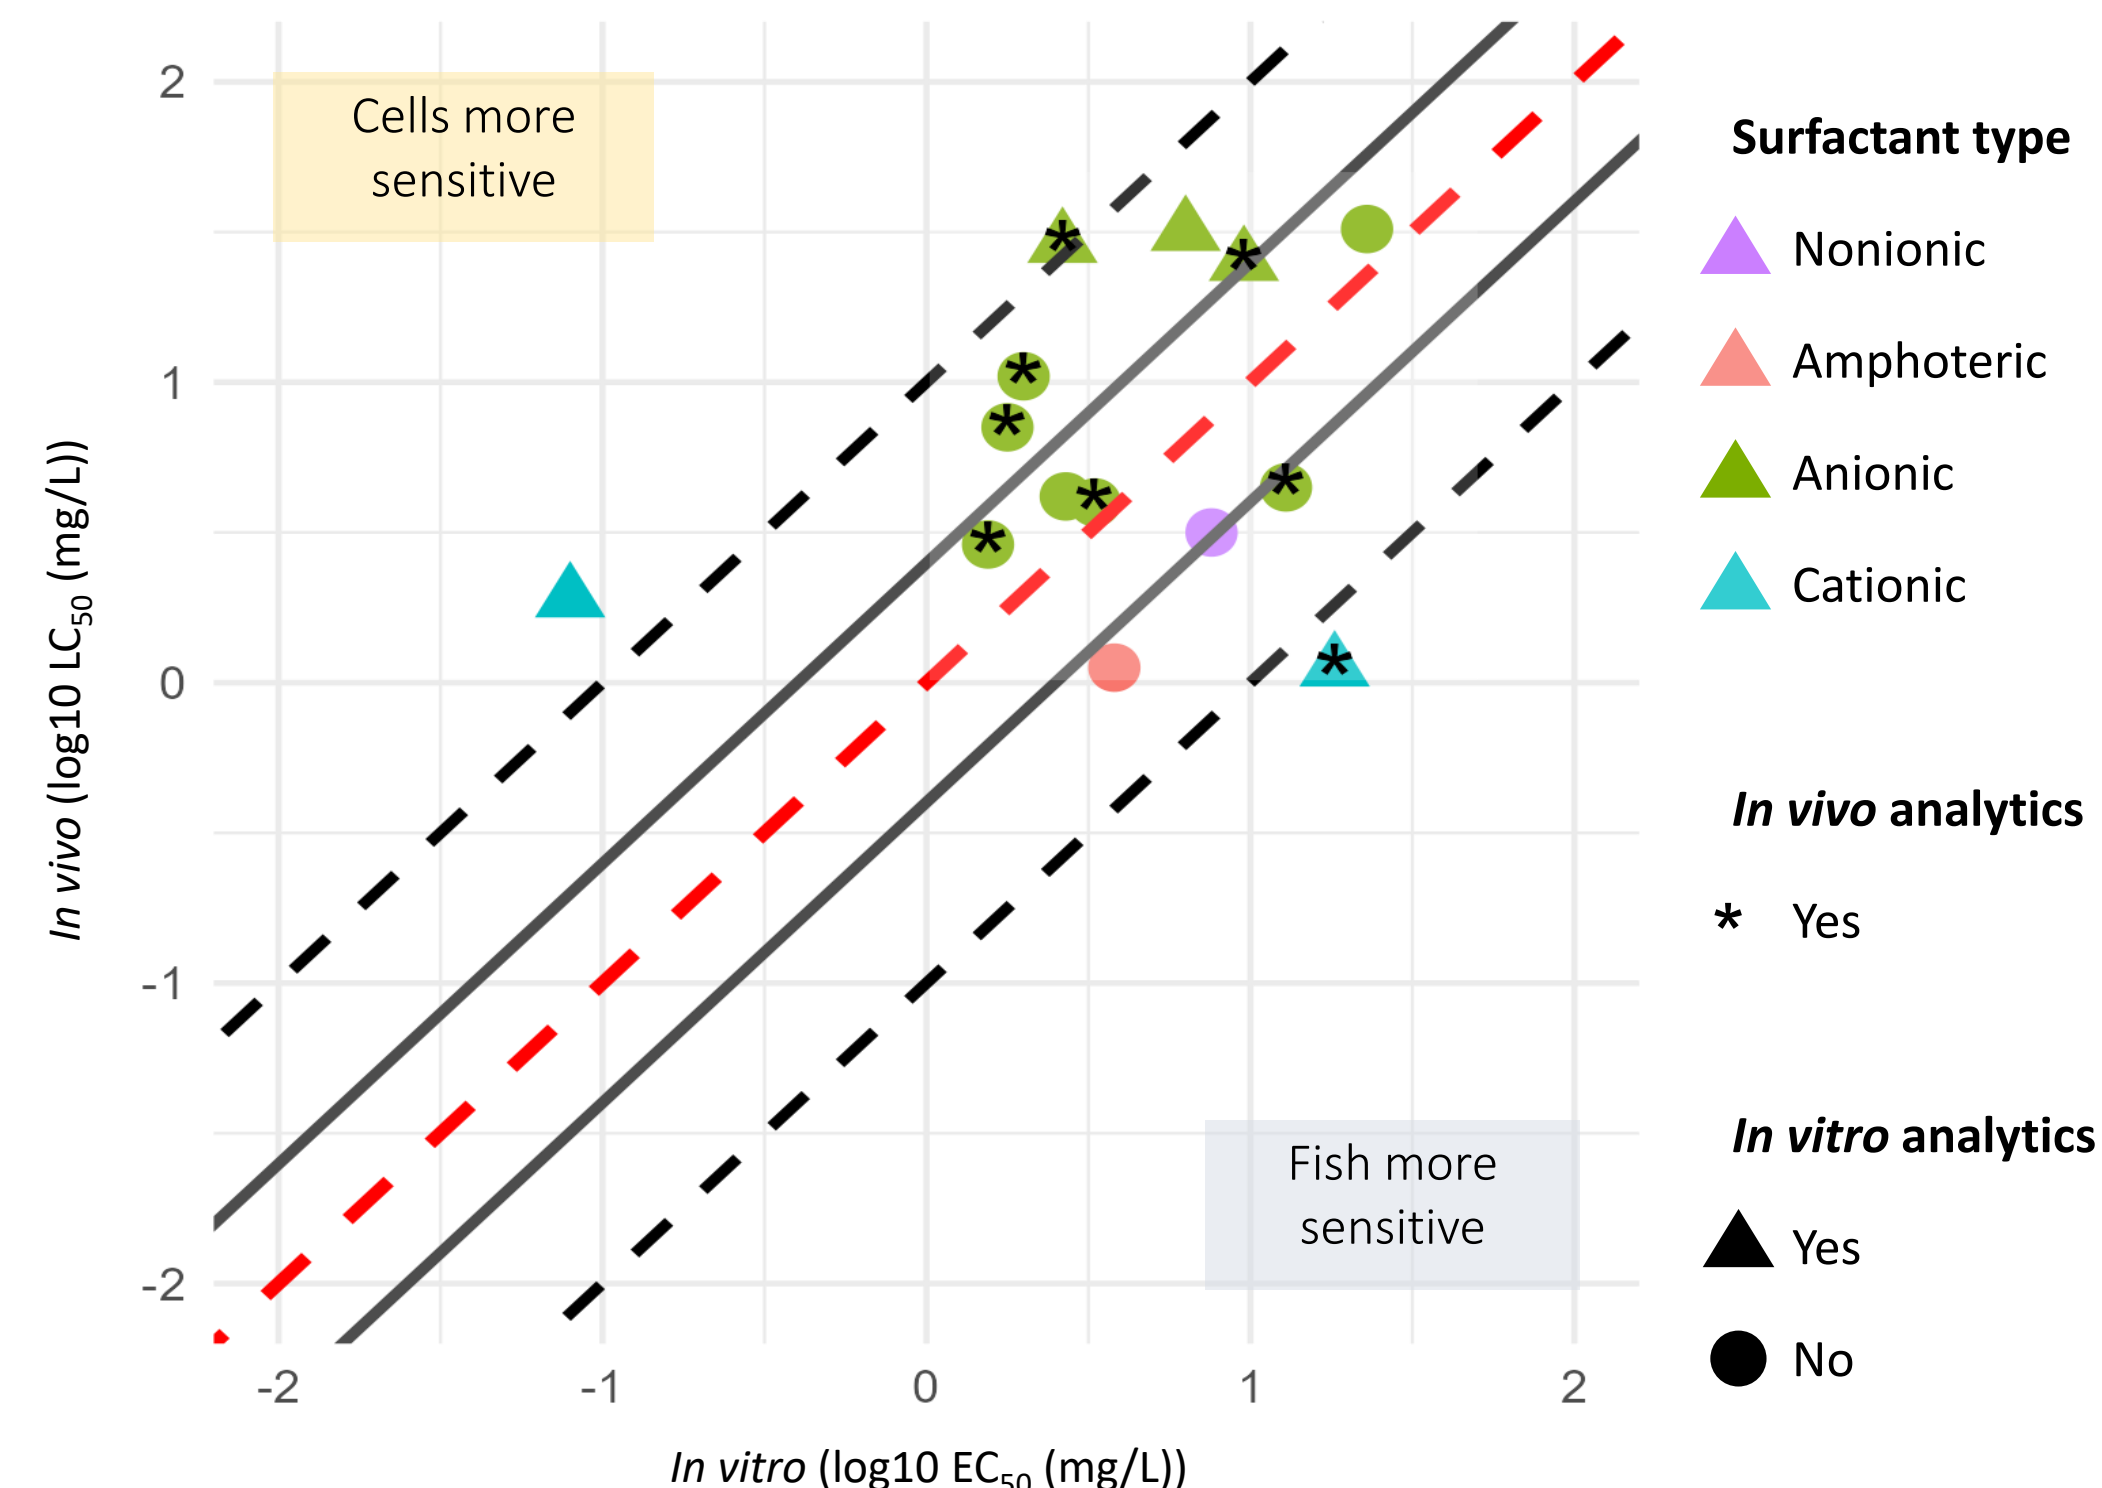 Cells more
sensitive
Fish more
sensitive
2
1
0
-1
-2
-2
-1
0
1
2
In vivo (log10 LC50 (mg/L))
In vitro (log10 EC50 (mg/L))
Surfactant type
Nonionic
Amphoteric
Anionic
Cationic
In vivo analytics
* Yes
In vitro analytics
Yes
No